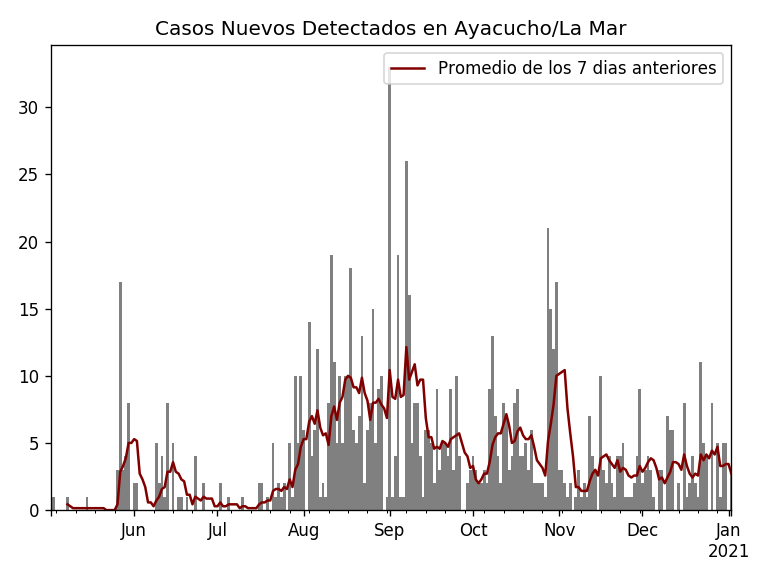 Casos Nuevos Detectados en Ayacucho/La Mar
Promedio de los 7 dias anteriores
30
25
20
15
10
5
0
Jun Jul Aug Sep Oct Nov Dec Jan
2021